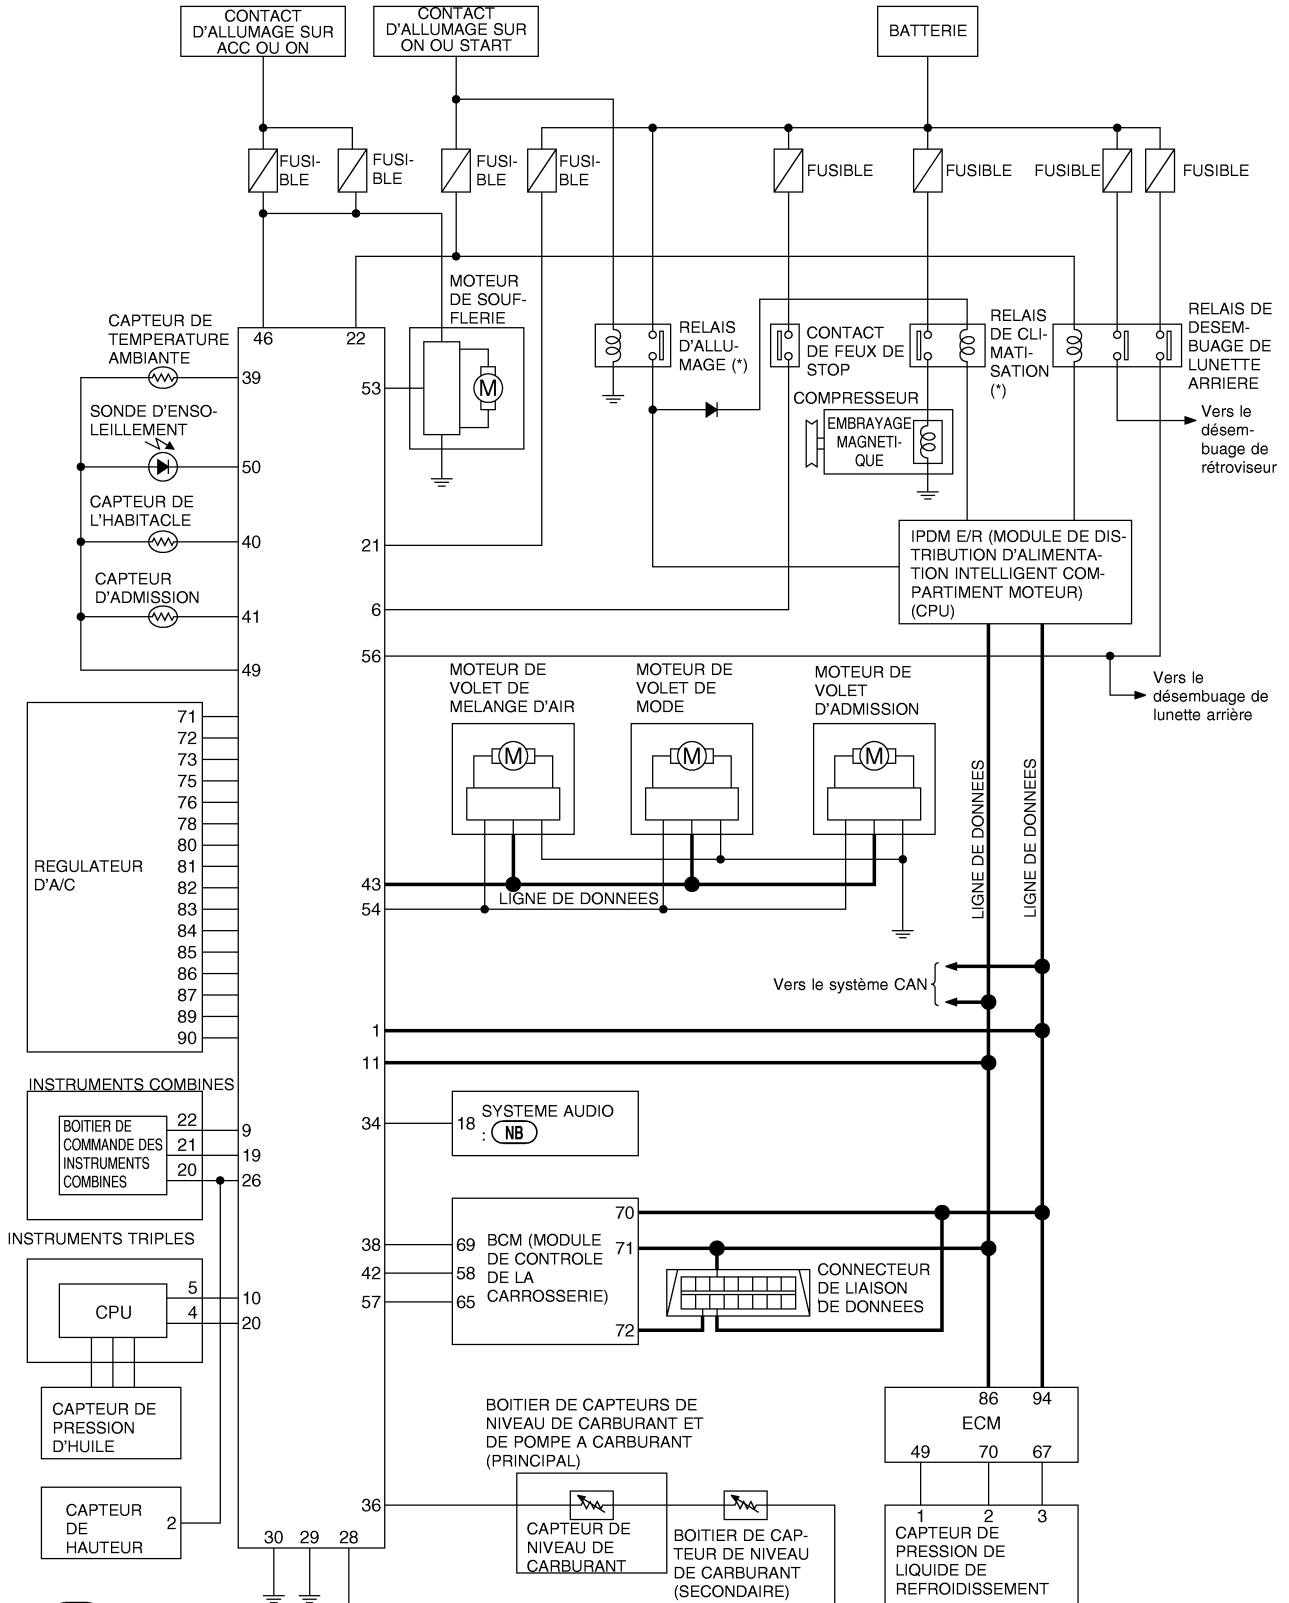 CONTACT
D'ALLUMAGE SUR
ACC OU ON
CONTACT
D'ALLUMAGE SUR
ON OU START
BATTERIE
FUSI-
BLE
FUSI-
BLE
FUSI-
BLE
FUSI-
BLE
FUSIBLE
FUSIBLE
FUSIBLE
FUSIBLE
MOTEUR
DE SOUF-
FLERIE
M
RELAIS
D'ALLU-
MAGE (*)
CONTACT
DE FEUX DE
STOP
RELAIS
DE CLI-
MATI-
SATION
(*)
RELAIS DE
DESEM-
BUAGE DE
LUNETTE
ARRIERE
COMPRESSEUR
EMBRAYAGE
MAGNETI-
QUE
Vers le
désem-
buage de
rétroviseur
CAPTEUR DE
TEMPERATURE
AMBIANTE
SONDE D'ENSO-
LEILLEMENT
CAPTEUR DE
L'HABITACLE
CAPTEUR
D'ADMISSION
46
22
39
53
50
40
21
41
6
56
49
IPDM E/R (MODULE DE DIS-
TRIBUTION D'ALIMENTA-
TION INTELLIGENT COM-
PARTIMENT MOTEUR)
(CPU)
Vers le
désembuage de
lunette arrière
MOTEUR DE
VOLET DE
MELANGE D'AIR
M
MOTEUR DE
VOLET DE
MODE
M
MOTEUR DE
VOLET
D'ADMISSION
M
LIGNE DE DONNEES
LIGNE DE DONNEES
REGULATEUR
D'A/C
71
72
73
75
76
78
80
81
82
83
84
85
86
87
89
90
43
54
LIGNE DE DONNEES
Vers le système CAN
1
11
INSTRUMENTS COMBINES
BOITIER DE
COMMANDE DES
INSTRUMENTS
COMBINES
22
21
20
9
19
26
34
18
SYSTEME AUDIO
: NB
INSTRUMENTS TRIPLES
CPU
5
4
10
20
38
42
57
69
58
65
BCM (MODULE
DE CONTROLE
DE LA
CARROSSERIE)
70
71
72
CONNECTEUR
DE LIAISON
DE DONNEES
CAPTEUR DE
PRESSION
D'HUILE
CAPTEUR
DE
HAUTEUR
2
BOITIER DE CAPTEURS DE
NIVEAU DE CARBURANT ET
DE POMPE A CARBURANT
(PRINCIPAL)
36
CAPTEUR DE
NIVEAU DE
CARBURANT
BOITIER DE CAP-
TEUR DE NIVEAU
DE CARBURANT
(SECONDAIRE)
30
29
28
86
94
ECM
49
70
67
1
2
3
CAPTEUR DE
PRESSION DE
LIQUIDE DE
REFROIDISSEMENT